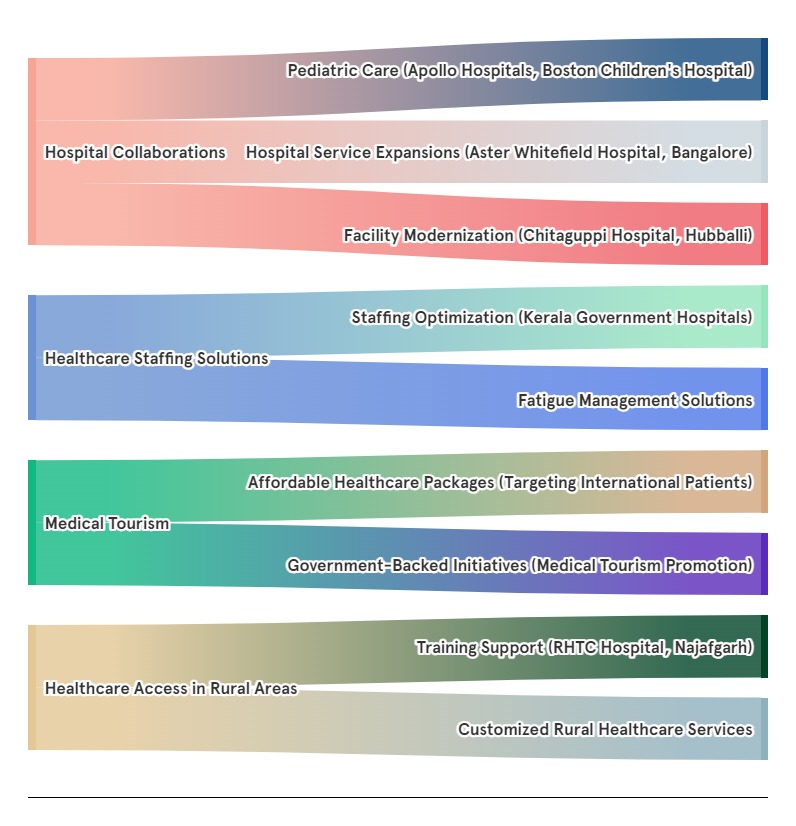 Pediatric Care (Apollo Hospitals, Boston Children's Hospital)
Hospital Collaborations
Hospital Service Expansions (Aster Whitefield Hospital, Bangalore)
Facility Modernization (Chitaguppi Hospital, Hubballi)
Staffing Optimization (Kerala Government Hospitals)
Healthcare Staffing Solutions
Fatigue Management Solutions
Affordable Healthcare Packages (Targeting International Patients)
Medical Tourism
Government-Backed Initiatives (Medical Tourism Promotion)
Training Support (RHTC Hospital, Najafgarh)
Healthcare Access in Rural Areas
Customized Rural Healthcare Services